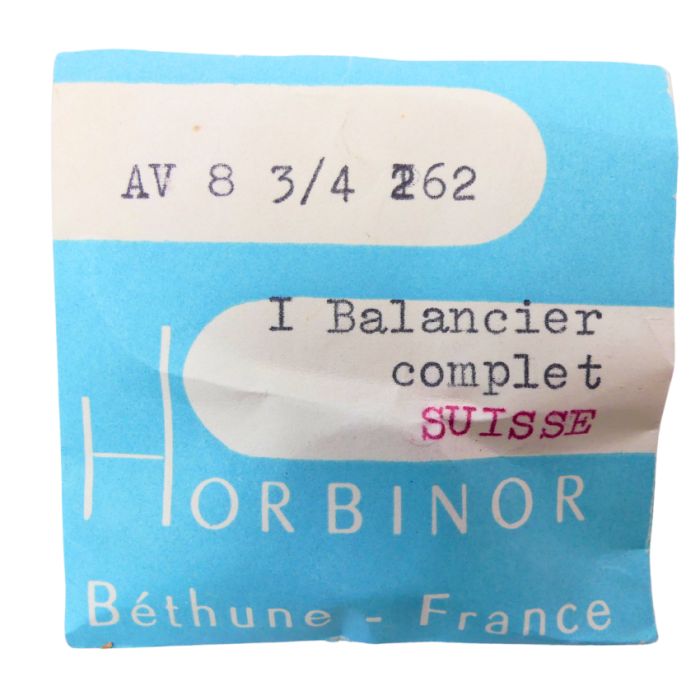 AV 8 3/4 262
I Balancier
complet
SUISSE
HORBINOR
Béthune - France